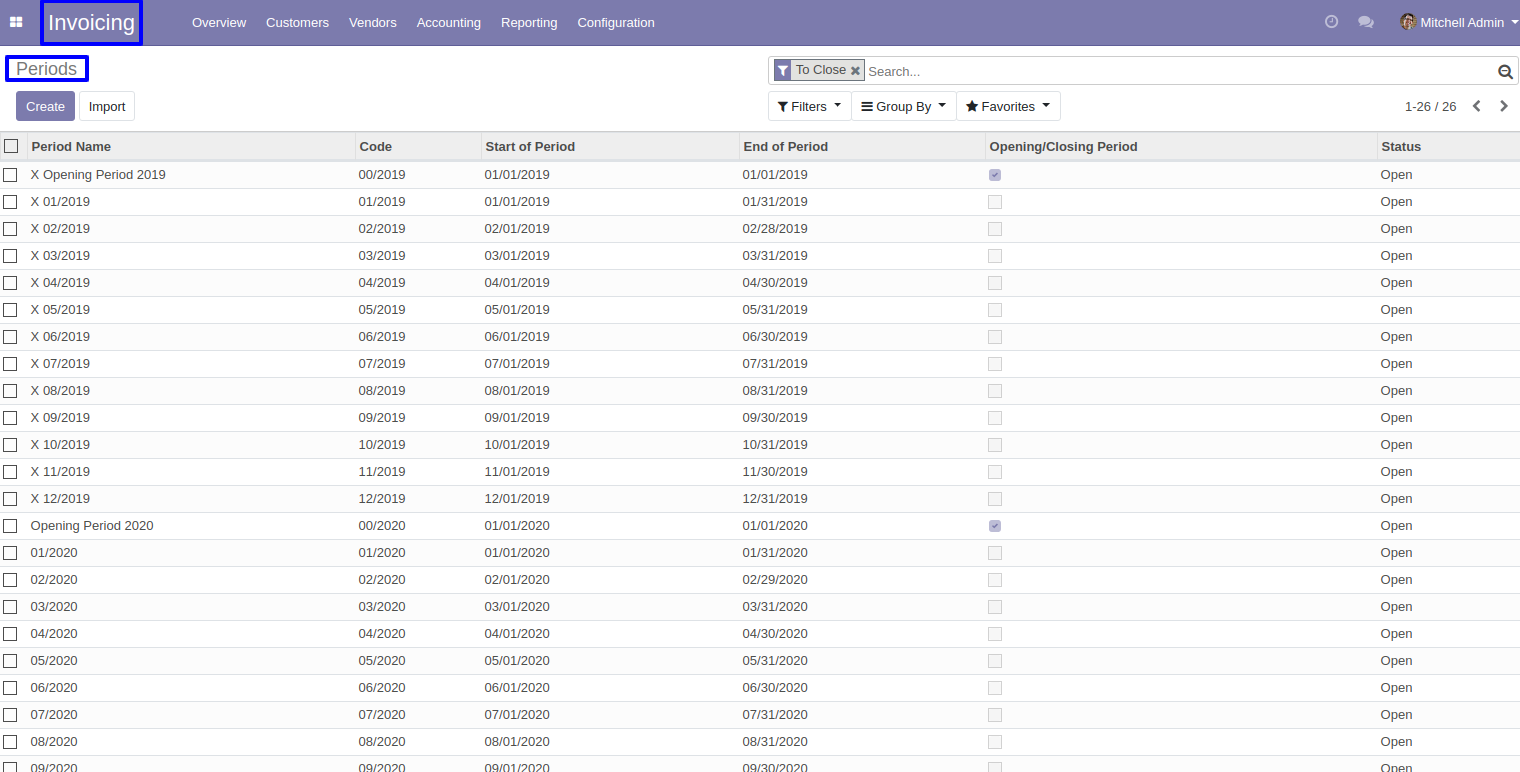 Invoicing Overview Customers Vendors Accounting Reporting Configuration Mitchell Admin
Periods To Close Search...
Create Import Filters Group By Favorites 1-26 / 26
Period Name Code Start of Period End of Period Opening/Closing Period Status
X Opening Period 2019 00/2019 01/01/2019 01/01/2019 Open
X 01/2019 01/2019 01/01/2019 01/31/2019 Open
X 02/2019 02/2019 02/01/2019 02/28/2019 Open
X 03/2019 03/2019 03/01/2019 03/31/2019 Open
X 04/2019 04/2019 04/01/2019 04/30/2019 Open
X 05/2019 05/2019 05/01/2019 05/31/2019 Open
X 06/2019 06/2019 06/01/2019 06/30/2019 Open
X 07/2019 07/2019 07/01/2019 07/31/2019 Open
X 08/2019 08/2019 08/01/2019 08/31/2019 Open
X 09/2019 09/2019 09/01/2019 09/30/2019 Open
X 10/2019 10/2019 10/01/2019 10/31/2019 Open
X 11/2019 11/2019 11/01/2019 11/30/2019 Open
X 12/2019 12/2019 12/01/2019 12/31/2019 Open
Opening Period 2020 00/2020 01/01/2020 01/01/2020 Open
01/2020 01/2020 01/01/2020 01/31/2020 Open
02/2020 02/2020 02/01/2020 02/29/2020 Open
03/2020 03/2020 03/01/2020 03/31/2020 Open
04/2020 04/2020 04/01/2020 04/30/2020 Open
05/2020 05/2020 05/01/2020 05/31/2020 Open
06/2020 06/2020 06/01/2020 06/30/2020 Open
07/2020 07/2020 07/01/2020 07/31/2020 Open
08/2020 08/2020 08/01/2020 08/31/2020 Open
09/2020 09/2020 09/01/2020 09/30/2020 Open